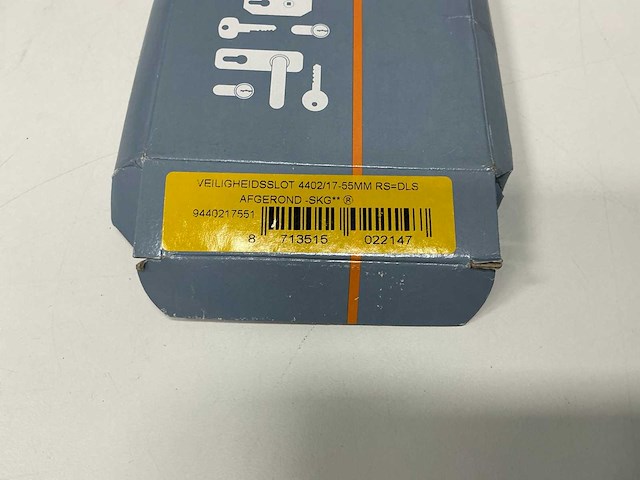 VEILIGHEIDSSLOT 4402/17-55MM RS=DLS
AFGEROND -SKG** ®
9440217551
8 713515 022147